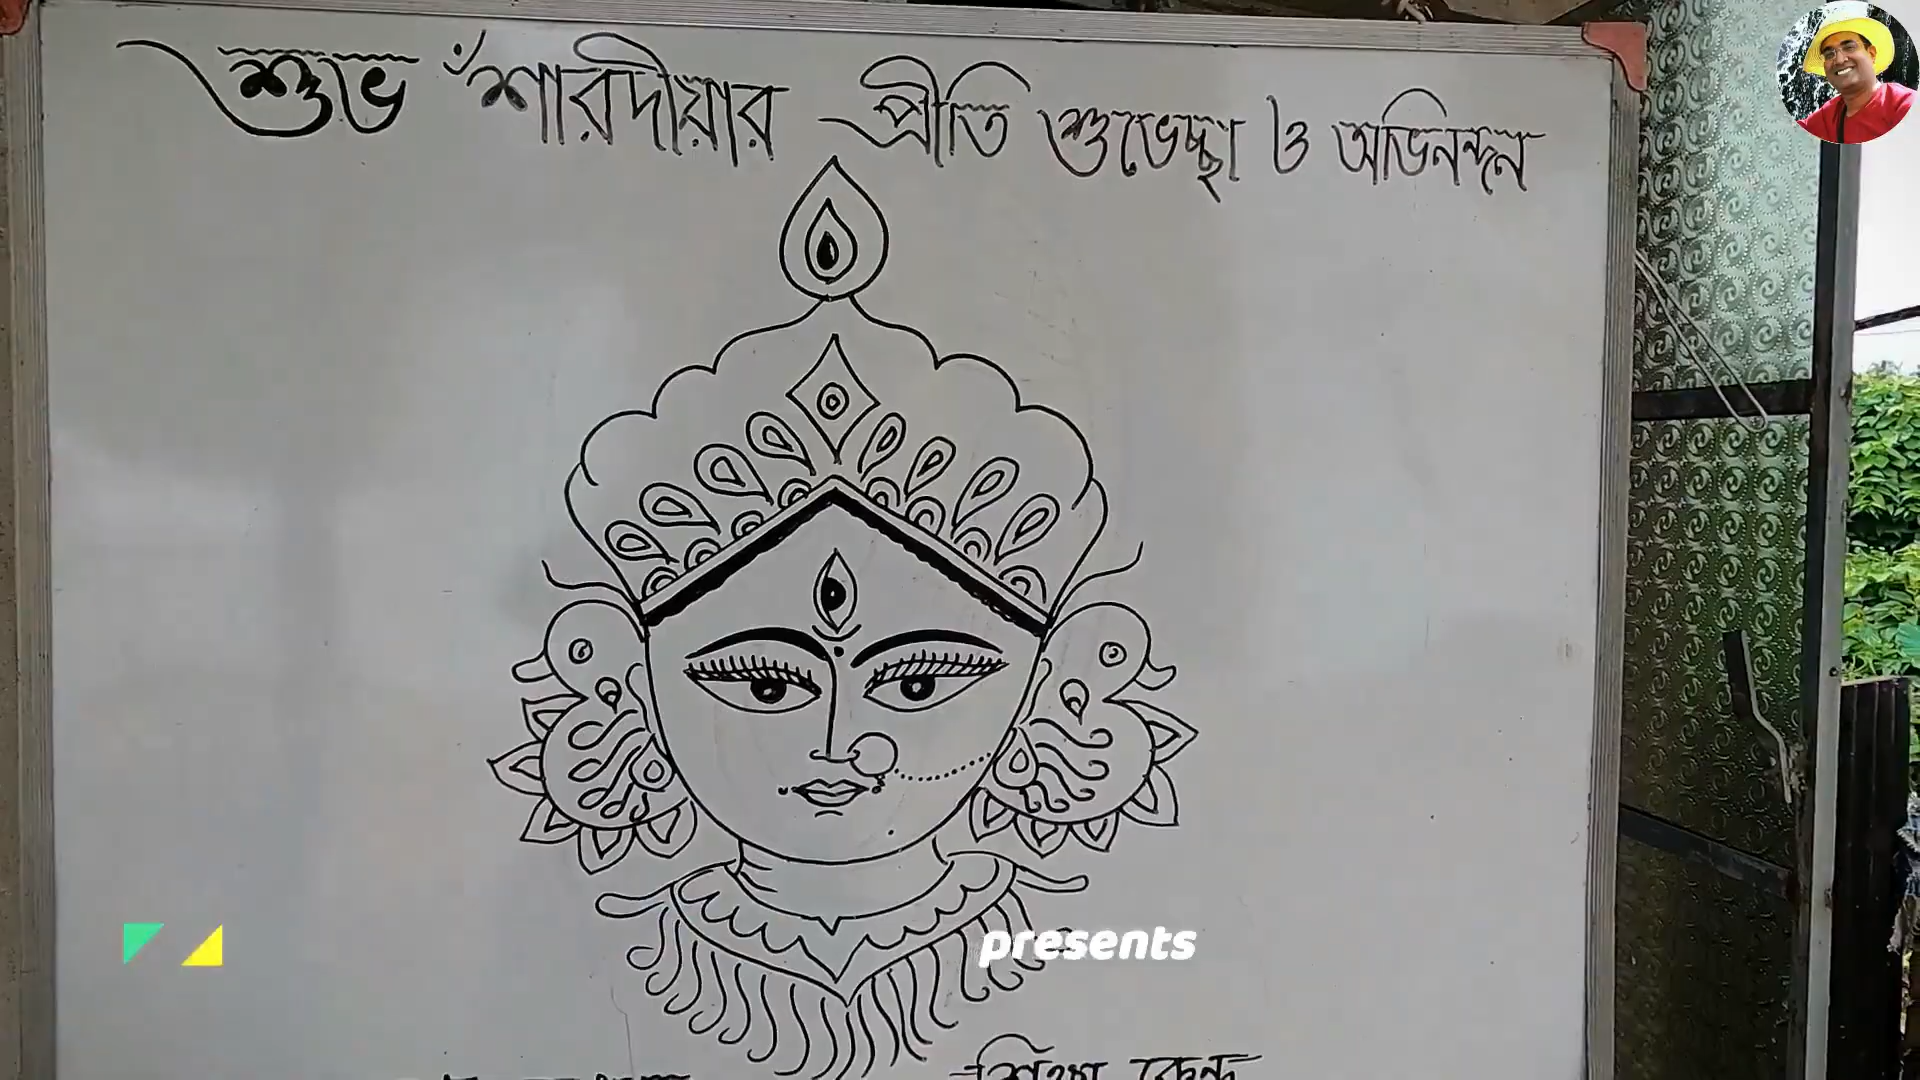 শুভ ঁশারদীয়ার প্রীতি শুভেচ্ছা ও অভিনন্দন
presents